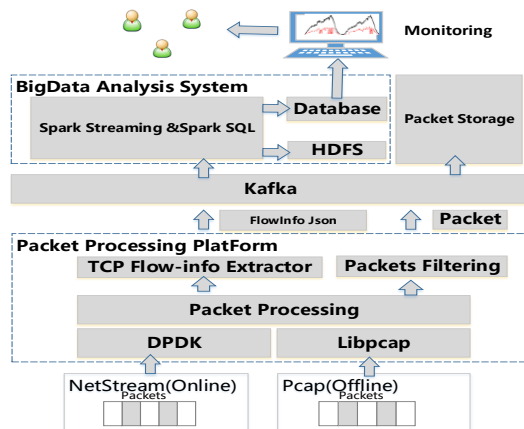 Monitoring
BigData Analysis System
Spark Streaming &Spark SQL
Database
HDFS
Packet Storage
Kafka
FlowInfo Json
Packet
Packet Processing PlatForm
TCP Flow-info Extractor
Packets Filtering
Packet Processing
DPDK
Libpcap
NetStream(Online)
Packets
Pcap(Offline)
Packets